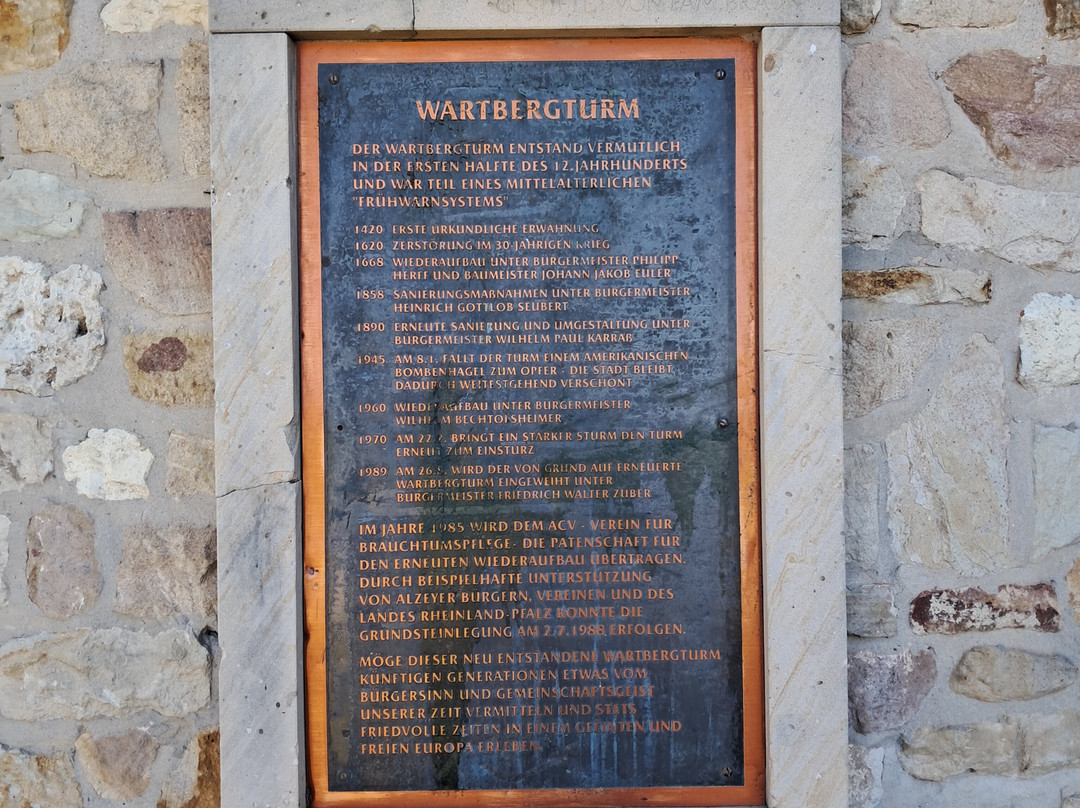 GESTIFTET VON FAM.
WARTBERGTURM
DER WARTBERGTURM ENTSTAND VERMUTLICH
IN DER ERSTEN HÄLFTE DES 12.JAHRHUNDERTS
UND WAR TEIL EINES MITTELALTERLICHEN
"FRÜHWARNSYSTEMS"
1420 ERSTE URKUNDLICHE ERWÄHNUNG
1620 ZERSTÖRUNG IM 30-JÄHRIGEN KRIEG
1668 WIEDERAUFBAU UNTER BÜRGERMEISTER PHILIPP
HERFF UND BAUMEISTER JOHANN JAKOB EULER
1858 SANIERUNGSMAßNAHMEN UNTER BÜRGERMEISTER
HEINRICH GOTTLOB SEUBERT
1890 ERNEUTE SANIERUNG UND UMGESTALTUNG UNTER
BÜRGERMEISTER WILHELM PAUL KARRAß
1945 AM 8.1. FÄLLT DER TURM EINEM AMERIKANISCHEN
BOMBENHAGEL ZUM OPFER - DIE STADT BLEIBT
DADURCH WEITESTGEHEND VERSCHONT
1960 WIEDERAUFBAU UNTER BÜRGERMEISTER
WILHELM BECHTOLSHEIMER
1970 AM 22.2. BRINGT EIN STARKER STURM DEN TURM
ERNEUT ZUM EINSTURZ
1989 AM WIRD DER VON GRUND AUF ERNEUERTE
WARTBERGTURM EINGEWEIHT UNTER
BÜRGERMEISTER FRIEDRICH WALTER ZUBER
IM JAHRE 1985 WIRD DEM ACV - VEREIN FÜR
BRAUCHTUMSPFLEGE - DIE PATENSCHAFT FÜR
DEN ERNEUTEN WIEDERAUFBAU ÜBERTRAGEN.
DURCH BEISPIELHAFTE UNTERSTÜTZUNG
VON ALZEYER BÜRGERN, VEREINEN UND DES
LANDES RHEINLAND-PFALZ KONNTE DIE
GRUNDSTEINLEGUNG AM 2.7.1988 ERFOLGEN.
MÖGE DIESER NEU ENTSTANDENE WARTBERGTURM
KÜNFTIGEN GENERATIONEN ETWAS VOM
BÜRGERSINN UND GEMEINSCHAFTSGEIST
UNSERER ZEIT VERMITTELN UND STETS
FRIEDVOLLE ZEITEN IN EINEM GEEINTEN UND
FREIEN EUROPA ERLEBEN.